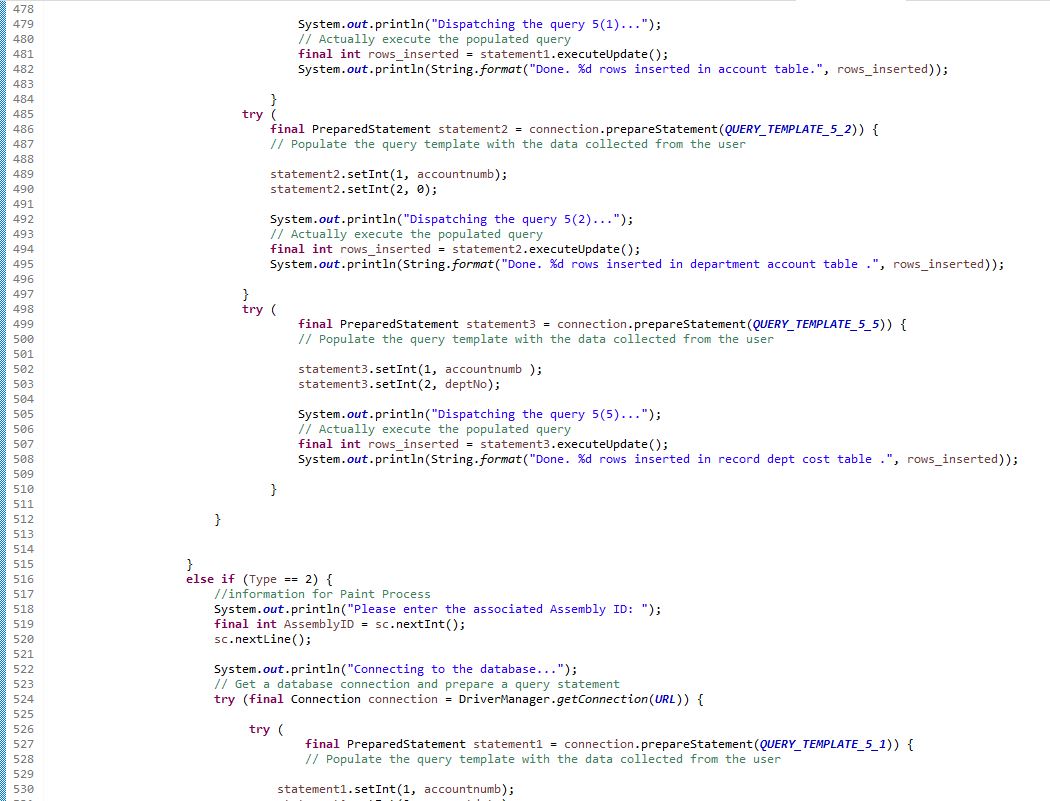 478
479 System.out.println("Dispatching the query 5(1)...");
480 // Actually execute the populated query
481 final int rows_inserted = statement1.executeUpdate();
482 System.out.println(String.format("Done. %d rows inserted in account table.", rows_inserted));
483
484 }
485 try (
486 final PreparedStatement statement2 = connection.prepareStatement(QUERY_TEMPLATE_5_2)) {
487 // Populate the query template with the data collected from the user
488
489 statement2.setInt(1, accountnumb);
490 statement2.setInt(2, 0);
491
492 System.out.println("Dispatching the query 5(2)...");
493 // Actually execute the populated query
494 final int rows_inserted = statement2.executeUpdate();
495 System.out.println(String.format("Done. %d rows inserted in department account table .", rows_inserted));
496
497 }
498 try (
499 final PreparedStatement statement3 = connection.prepareStatement(QUERY_TEMPLATE_5_5)) {
500 // Populate the query template with the data collected from the user
501
502 statement3.setInt(1, accountnumb );
503 statement3.setInt(2, deptNo);
504
505 System.out.println("Dispatching the query 5(5)...");
506 // Actually execute the populated query
507 final int rows_inserted = statement3.executeUpdate();
508 System.out.println(String.format("Done. %d rows inserted in record dept cost table .", rows_inserted));
509
510 }
511
512 }
513
514
515 }
516 else if (Type == 2) {
517 //information for Paint Process
518 System.out.println("Please enter the associated Assembly ID: ");
519 final int AssemblyID = sc.nextInt();
520 sc.nextLine();
521
522 System.out.println("Connecting to the database...");
523 // Get a database connection and prepare a query statement
524 try (final Connection connection = DriverManager.getConnection(URL)) {
525
526 try (
527 final PreparedStatement statement1 = connection.prepareStatement(QUERY_TEMPLATE_5_1)) {
528 // Populate the query template with the data collected from the user
529
530 statement1.setInt(1, accountnumb);